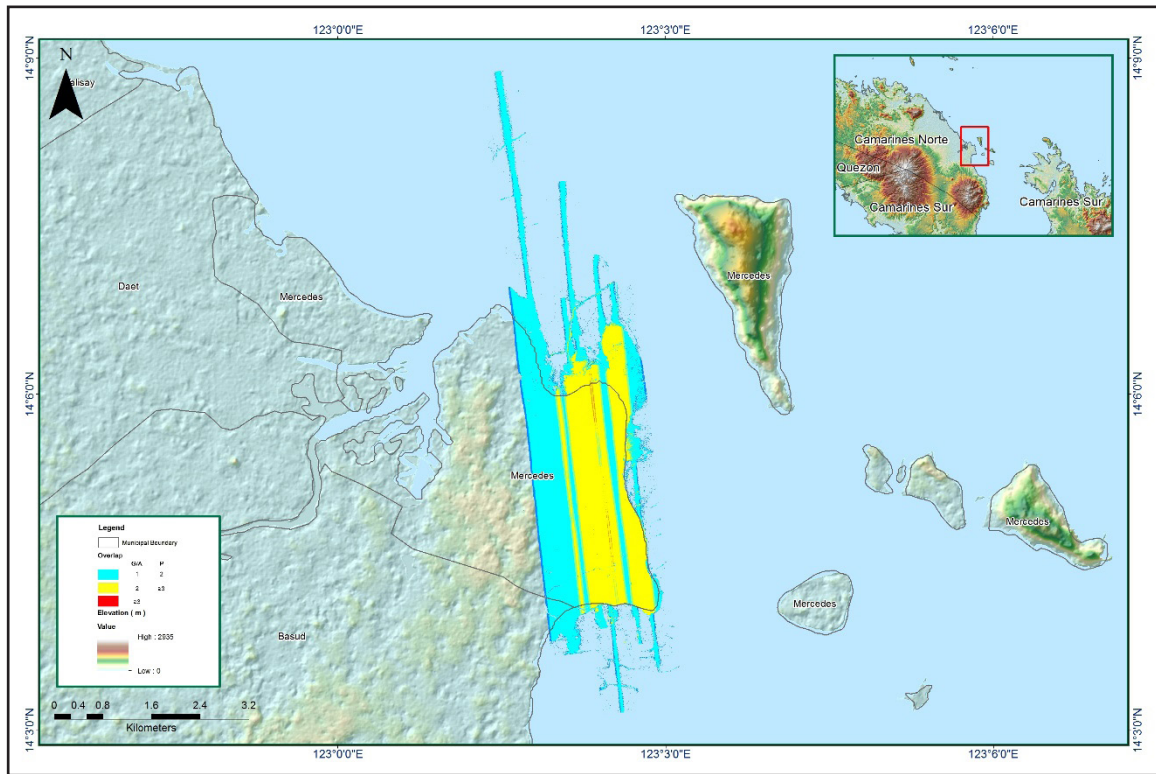 123°0'0"E 123°3'0"E 123°6'0"E
14°9'0"N 14°9'0"N
N
Camarines Norte
Quezon
Camarines Sur
Camarines Sur
Daet
Mercedes
Mercedes
14°6'0"N 14°6'0"N
Mercedes
Mercedes
Mercedes
Basud
Legend
Municipal Boundary
Overlap
G/A P
1 2
2 ≥3
≥3
Elevation ( m )
Value
High : 2935
Low : 0
0 0.4 0.8 1.6 2.4 3.2
Kilometers
14°3'0"N 14°3'0"N
123°0'0"E 123°3'0"E 123°6'0"E